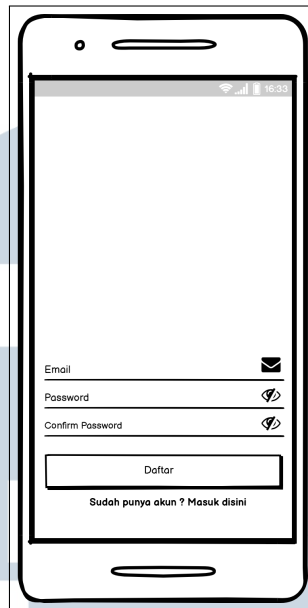 16:33
Email
Password
Confirm Password
Daftar
Sudah punya akun ? Masuk disini